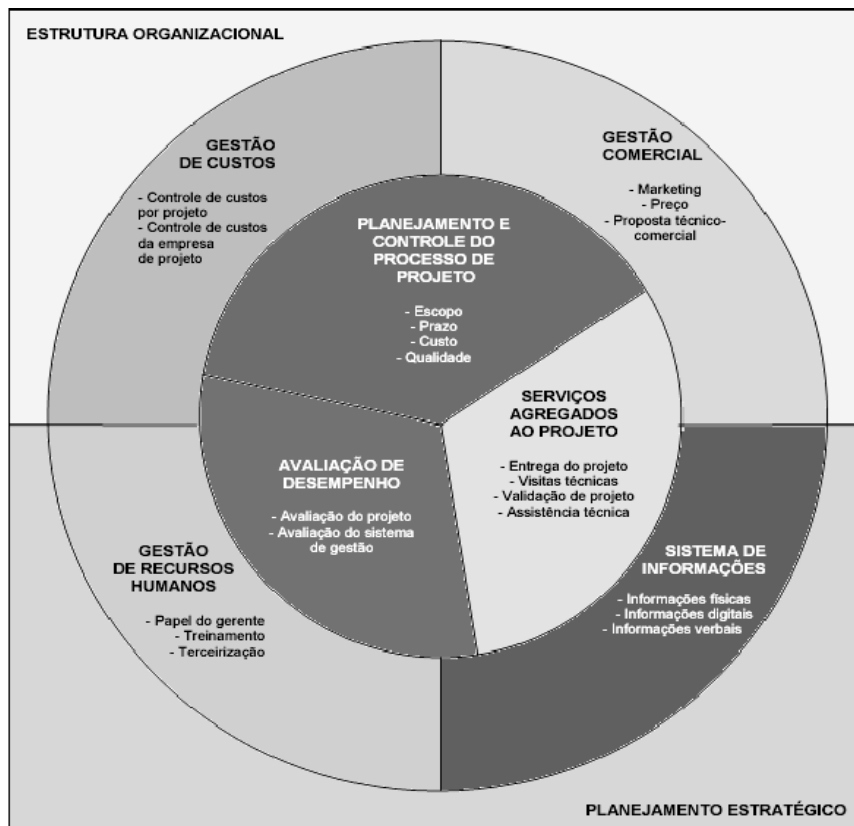 ESTRUTURA ORGANIZACIONAL
GESTÃO
DE CUSTOS
- Controle de custos
por projeto
- Controle de custos
da empresa
de projeto
GESTÃO
COMERCIAL
- Marketing
- Preço
- Proposta técnico-
comercial
PLANEJAMENTO E
CONTROLE DO
PROCESSO DE
PROJETO
- Escopo
- Prazo
- Custo
- Qualidade
SERVIÇOS
AGREGADOS
AO PROJETO
- Entrega do projeto
- Visitas técnicas
- Validação de projeto
- Assistência técnica
AVALIAÇÃO DE
DESEMPENHO
- Avaliação do projeto
- Avaliação do sistema
de gestão
GESTÃO
DE RECURSOS
HUMANOS
- Papel do gerente
- Treinamento
- Terceirização
SISTEMA DE
INFORMAÇÕES
- Informações físicas
- Informações digitais
- Informações verbais
PLANEJAMENTO ESTRATÉGICO